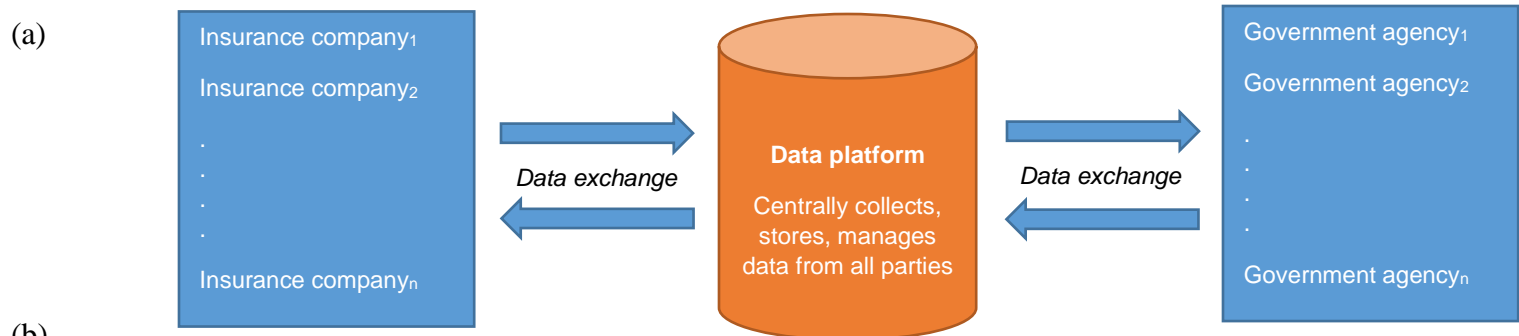 (a)
Insurance company₁
Insurance company₂
.
.
.
.
Insurance companyₙ
Data exchange
Data platform
Centrally collects,
stores, manages
data from all parties
Data exchange
Government agency₁
Government agency₂
.
.
.
.
Government agencyₙ
(b)